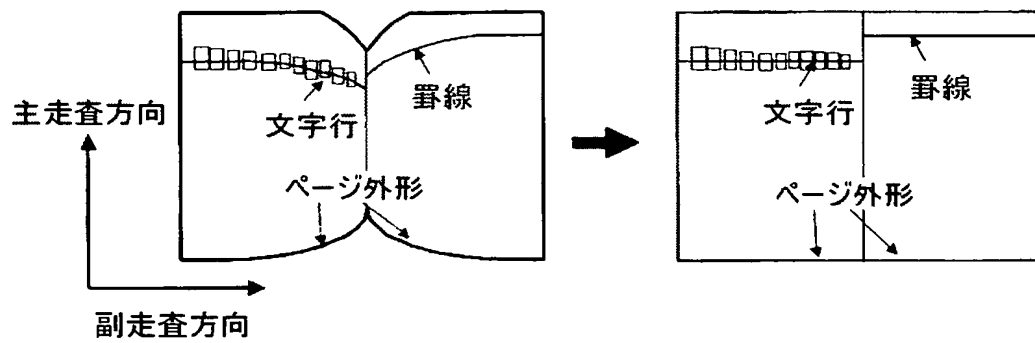 主走査方向
文字行
罫線
ページ外形
副走査方向
文字行
罫線
ページ外形